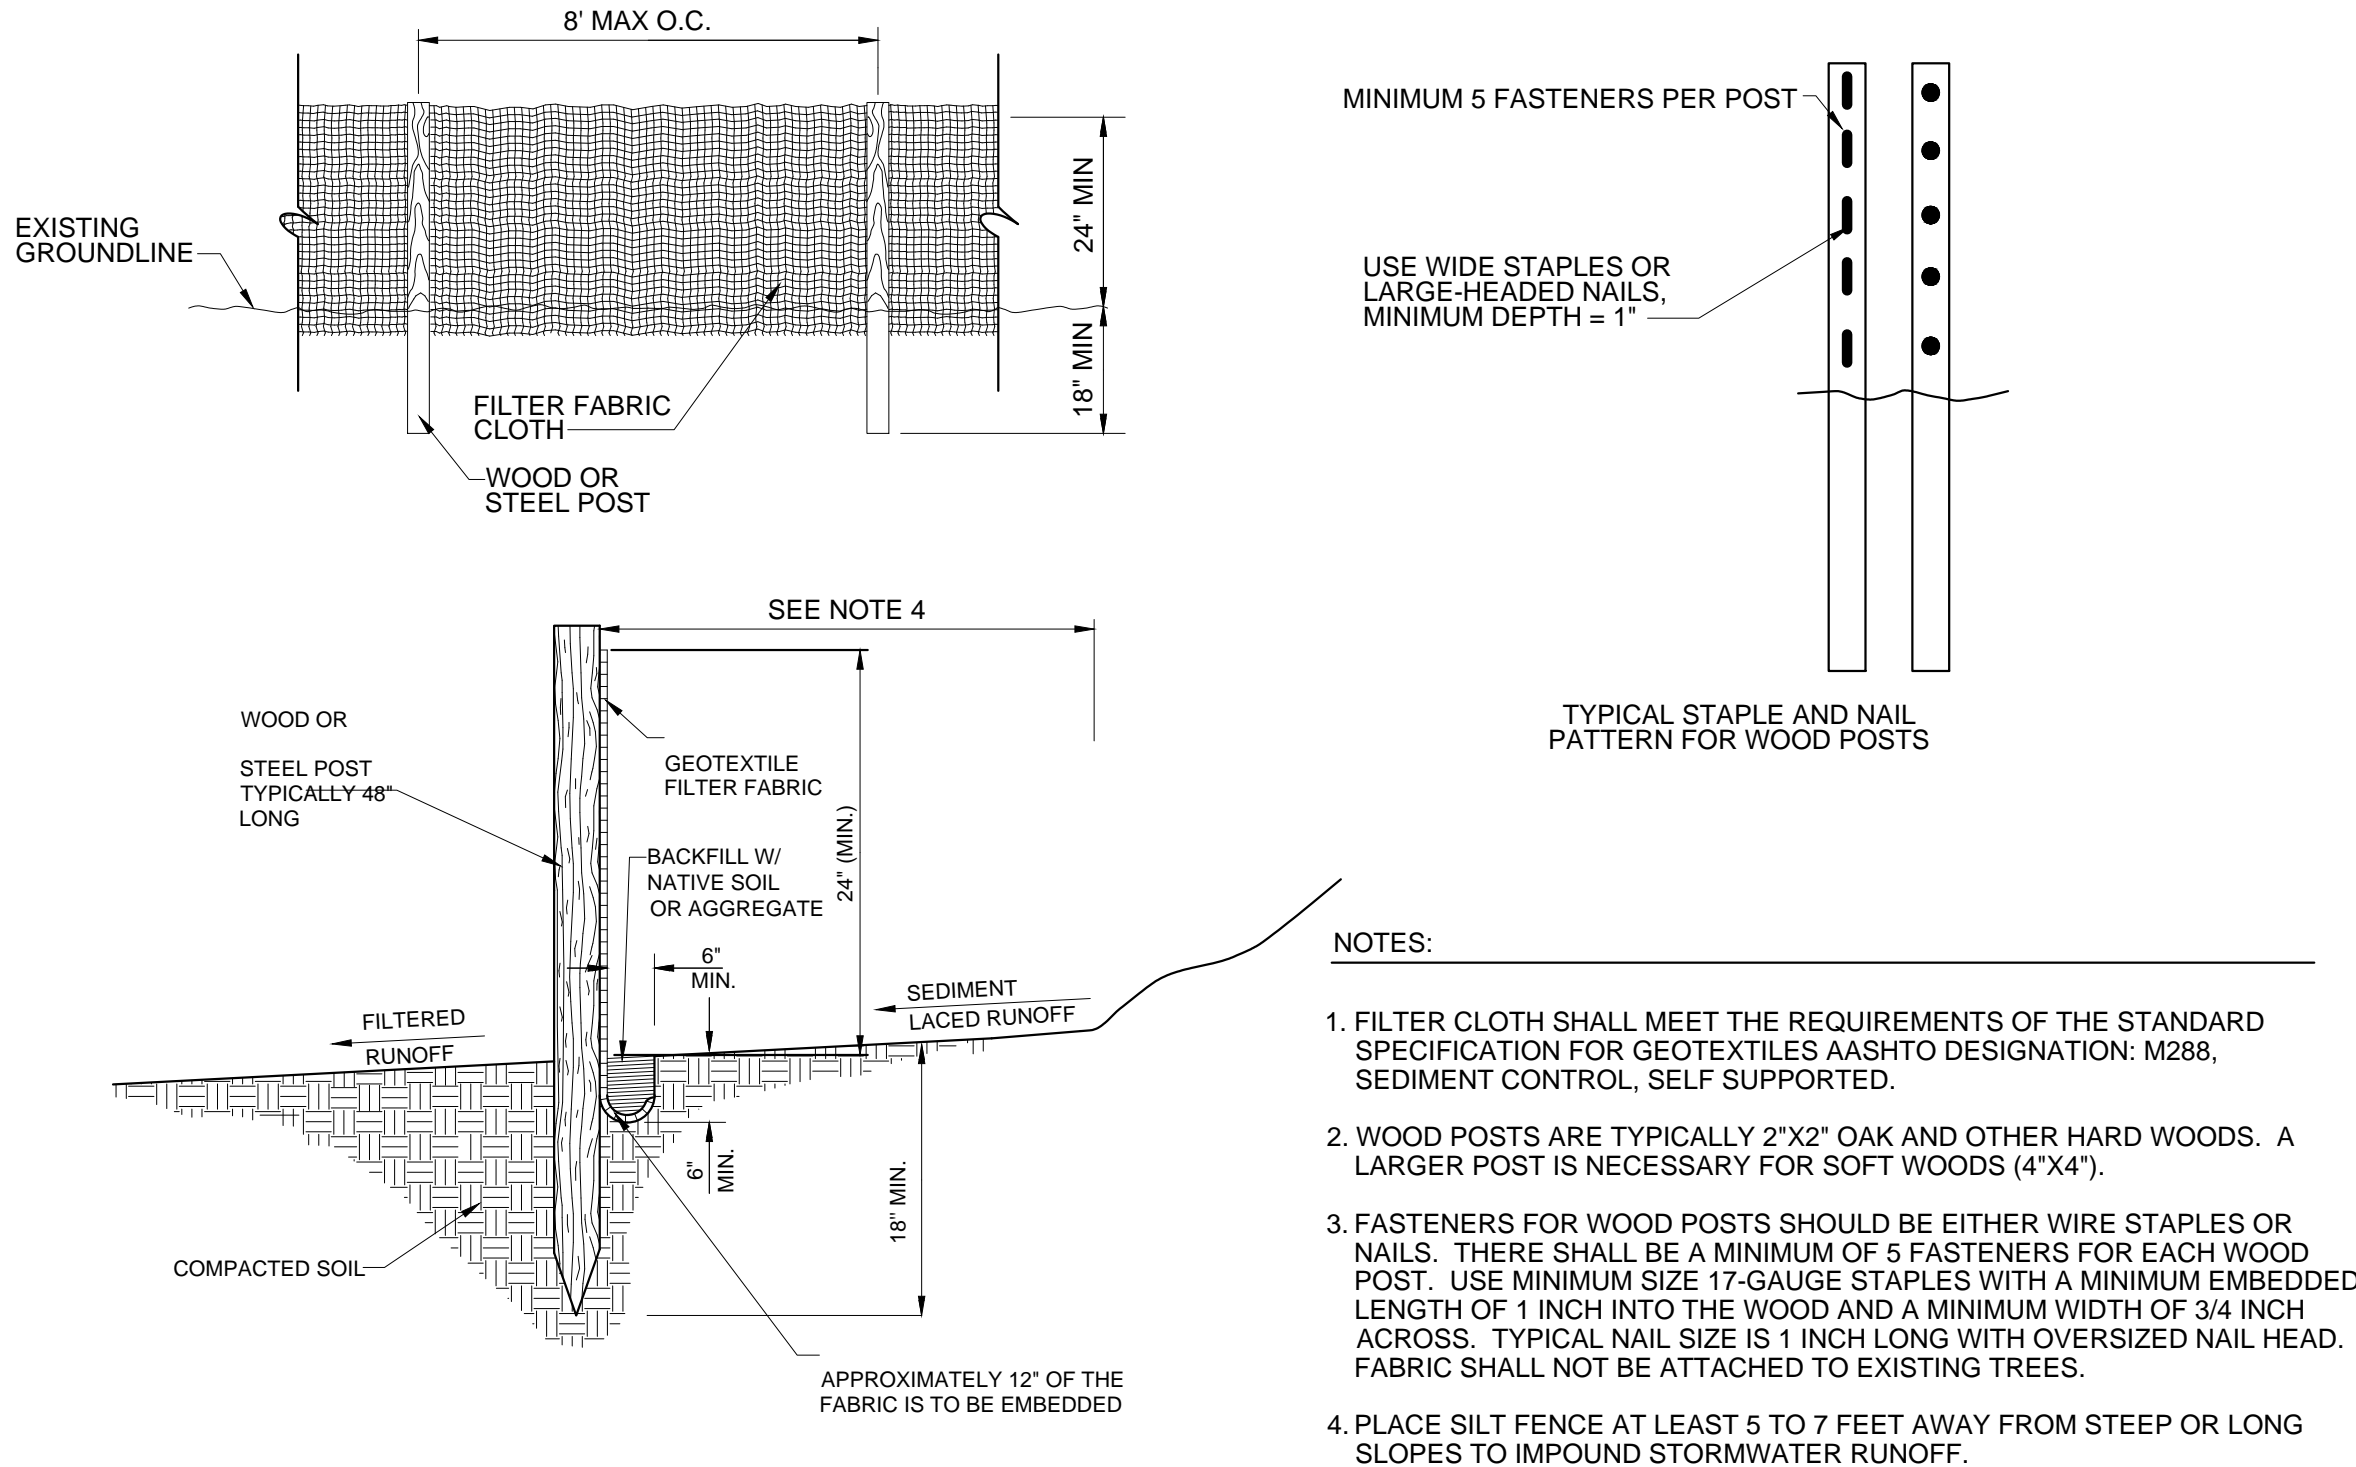 8' MAX O.C.
24" MIN
18" MIN
EXISTING
GROUNDLINE
FILTER FABRIC
CLOTH
WOOD OR
STEEL POST
MINIMUM 5 FASTENERS PER POST
USE WIDE STAPLES OR
LARGE-HEADED NAILS,
MINIMUM DEPTH = 1"
TYPICAL STAPLE AND NAIL
PATTERN FOR WOOD POSTS
SEE NOTE 4
WOOD OR
STEEL POST
TYPICALLY 48"
LONG
GEOTEXTILE
FILTER FABRIC
BACKFILL W/
NATIVE SOIL
OR AGGREGATE
24" (MIN.)
6"
MIN.
SEDIMENT
LACED RUNOFF
FILTERED
RUNOFF
6"
MIN.
18" MIN.
COMPACTED SOIL
APPROXIMATELY 12" OF THE
FABRIC IS TO BE EMBEDDED
NOTES:
1. FILTER CLOTH SHALL MEET THE REQUIREMENTS OF THE STANDARD
SPECIFICATION FOR GEOTEXTILES AASHTO DESIGNATION: M288,
SEDIMENT CONTROL, SELF SUPPORTED.
2. WOOD POSTS ARE TYPICALLY 2"X2" OAK AND OTHER HARD WOODS. A
LARGER POST IS NECESSARY FOR SOFT WOODS (4"X4").
3. FASTENERS FOR WOOD POSTS SHOULD BE EITHER WIRE STAPLES OR
NAILS. THERE SHALL BE A MINIMUM OF 5 FASTENERS FOR EACH WOOD
POST. USE MINIMUM SIZE 17-GAUGE STAPLES WITH A MINIMUM EMBEDDED
LENGTH OF 1 INCH INTO THE WOOD AND A MINIMUM WIDTH OF 3/4 INCH
ACROSS. TYPICAL NAIL SIZE IS 1 INCH LONG WITH OVERSIZED NAIL HEAD.
FABRIC SHALL NOT BE ATTACHED TO EXISTING TREES.
4. PLACE SILT FENCE AT LEAST 5 TO 7 FEET AWAY FROM STEEP OR LONG
SLOPES TO IMPOUND STORMWATER RUNOFF.